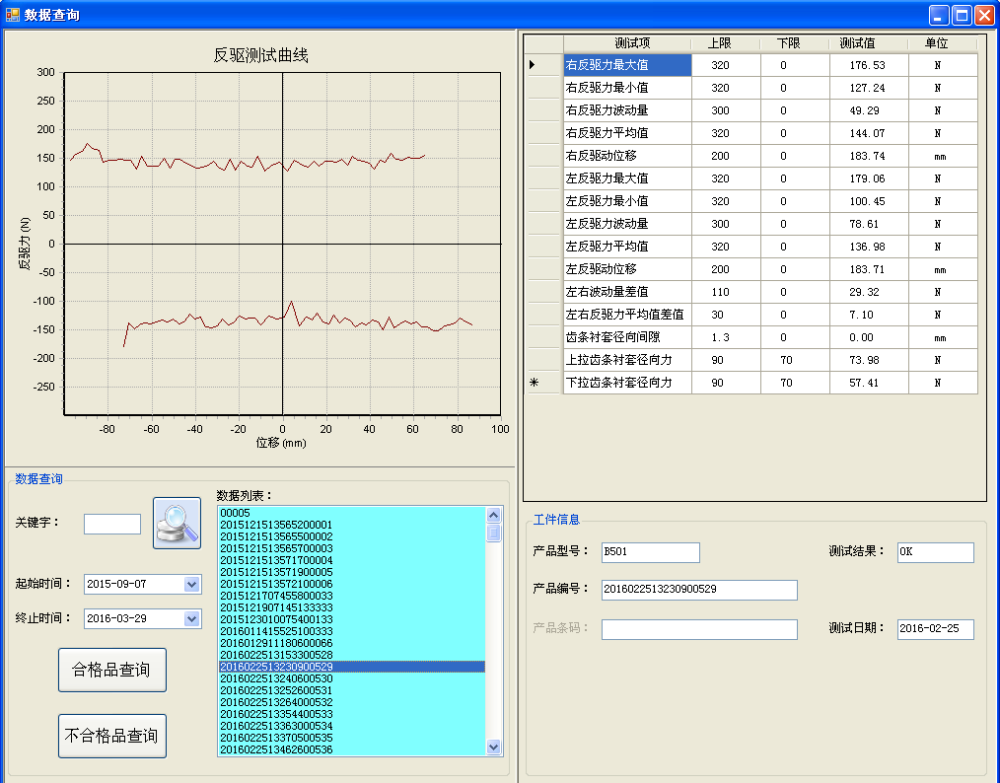 数据查询
反驱测试曲线
300
250
200
150
100
50
0
-50
-100
-150
-200
-250
反驱力 (N)
-80 -60 -40 -20 0 20 40 60 80 100
位移 (mm)
测试项 上限 下限 测试值 单位
右反驱力最大值 320 0 176.53 N
右反驱力最小值 320 0 127.24 N
右反驱力波动量 300 0 49.29 N
右反驱力平均值 320 0 144.07 N
右反驱动位移 200 0 183.74 mm
左反驱力最大值 320 0 179.06 N
左反驱力最小值 320 0 100.45 N
左反驱力波动量 300 0 78.61 N
左反驱力平均值 320 0 136.98 N
左反驱动位移 200 0 183.71 mm
左右波动量差值 110 0 29.32 N
左右反驱力平均值差值 30 0 7.10 N
齿条衬套径向间隙 1.3 0 0.00 mm
上拉齿条衬套径向力 90 70 73.98 N
下拉齿条衬套径向力 90 70 57.41 N
数据查询
关键字：
起始时间： 2015-09-07
终止时间： 2016-03-29
合格品查询
不合格品查询
数据列表：
00005
2015121513565200001
2015121513565500002
2015121513565700003
2015121513571700004
2015121513571900005
2015121513572100006
2015121707455800033
2015121907145133333
2015123010075400133
2016011415525100333
2016012911180600066
2016022513153300528
2016022513230900529
2016022513240600530
2016022513252600531
2016022513264000532
2016022513354400533
2016022513363000534
2016022513370500535
2016022513462600536
工件信息
产品型号： B501 测试结果： OK
产品编号： 2016022513230900529
产品条码： 测试日期： 2016-02-25